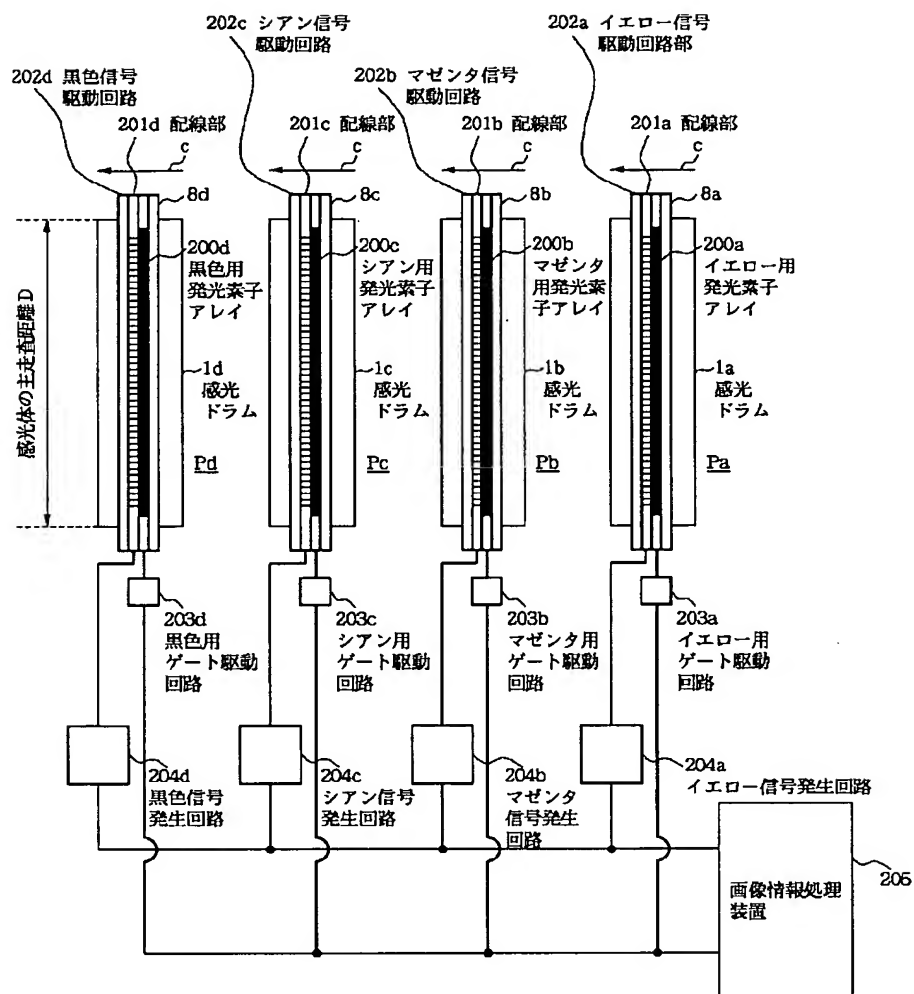 202c シアン信号
駆動回路
202a イエロー信号
駆動回路部
202d 黒色信号
駆動回路
202b マゼンタ信号
駆動回路
201d 配線部
201c 配線部
201b 配線部
201a 配線部
c
c
c
c
8d
8c
8b
8a
200d
黒色用
発光素子
アレイ
200c
シアン用
発光素子
アレイ
200b
マゼンタ
用発光素
子アレイ
200a
イエロー用
発光素子
アレイ
感光体の主走査距離D
1d
感光
ドラム
1c
感光
ドラム
1b
感光
ドラム
1a
感光
ドラム
Pd
Pc
Pb
Pa
203d
黒色用
ゲート駆動
回路
203c
シアン用
ゲート駆動
回路
203b
マゼンタ用
ゲート駆動
回路
203a
イエロー用
ゲート駆動
回路
204d
黒色信号
発生回路
204c
シアン信号
発生回路
204b
マゼンタ
信号発生
回路
204a
イエロー信号発生回路
画像情報処理
装置
205